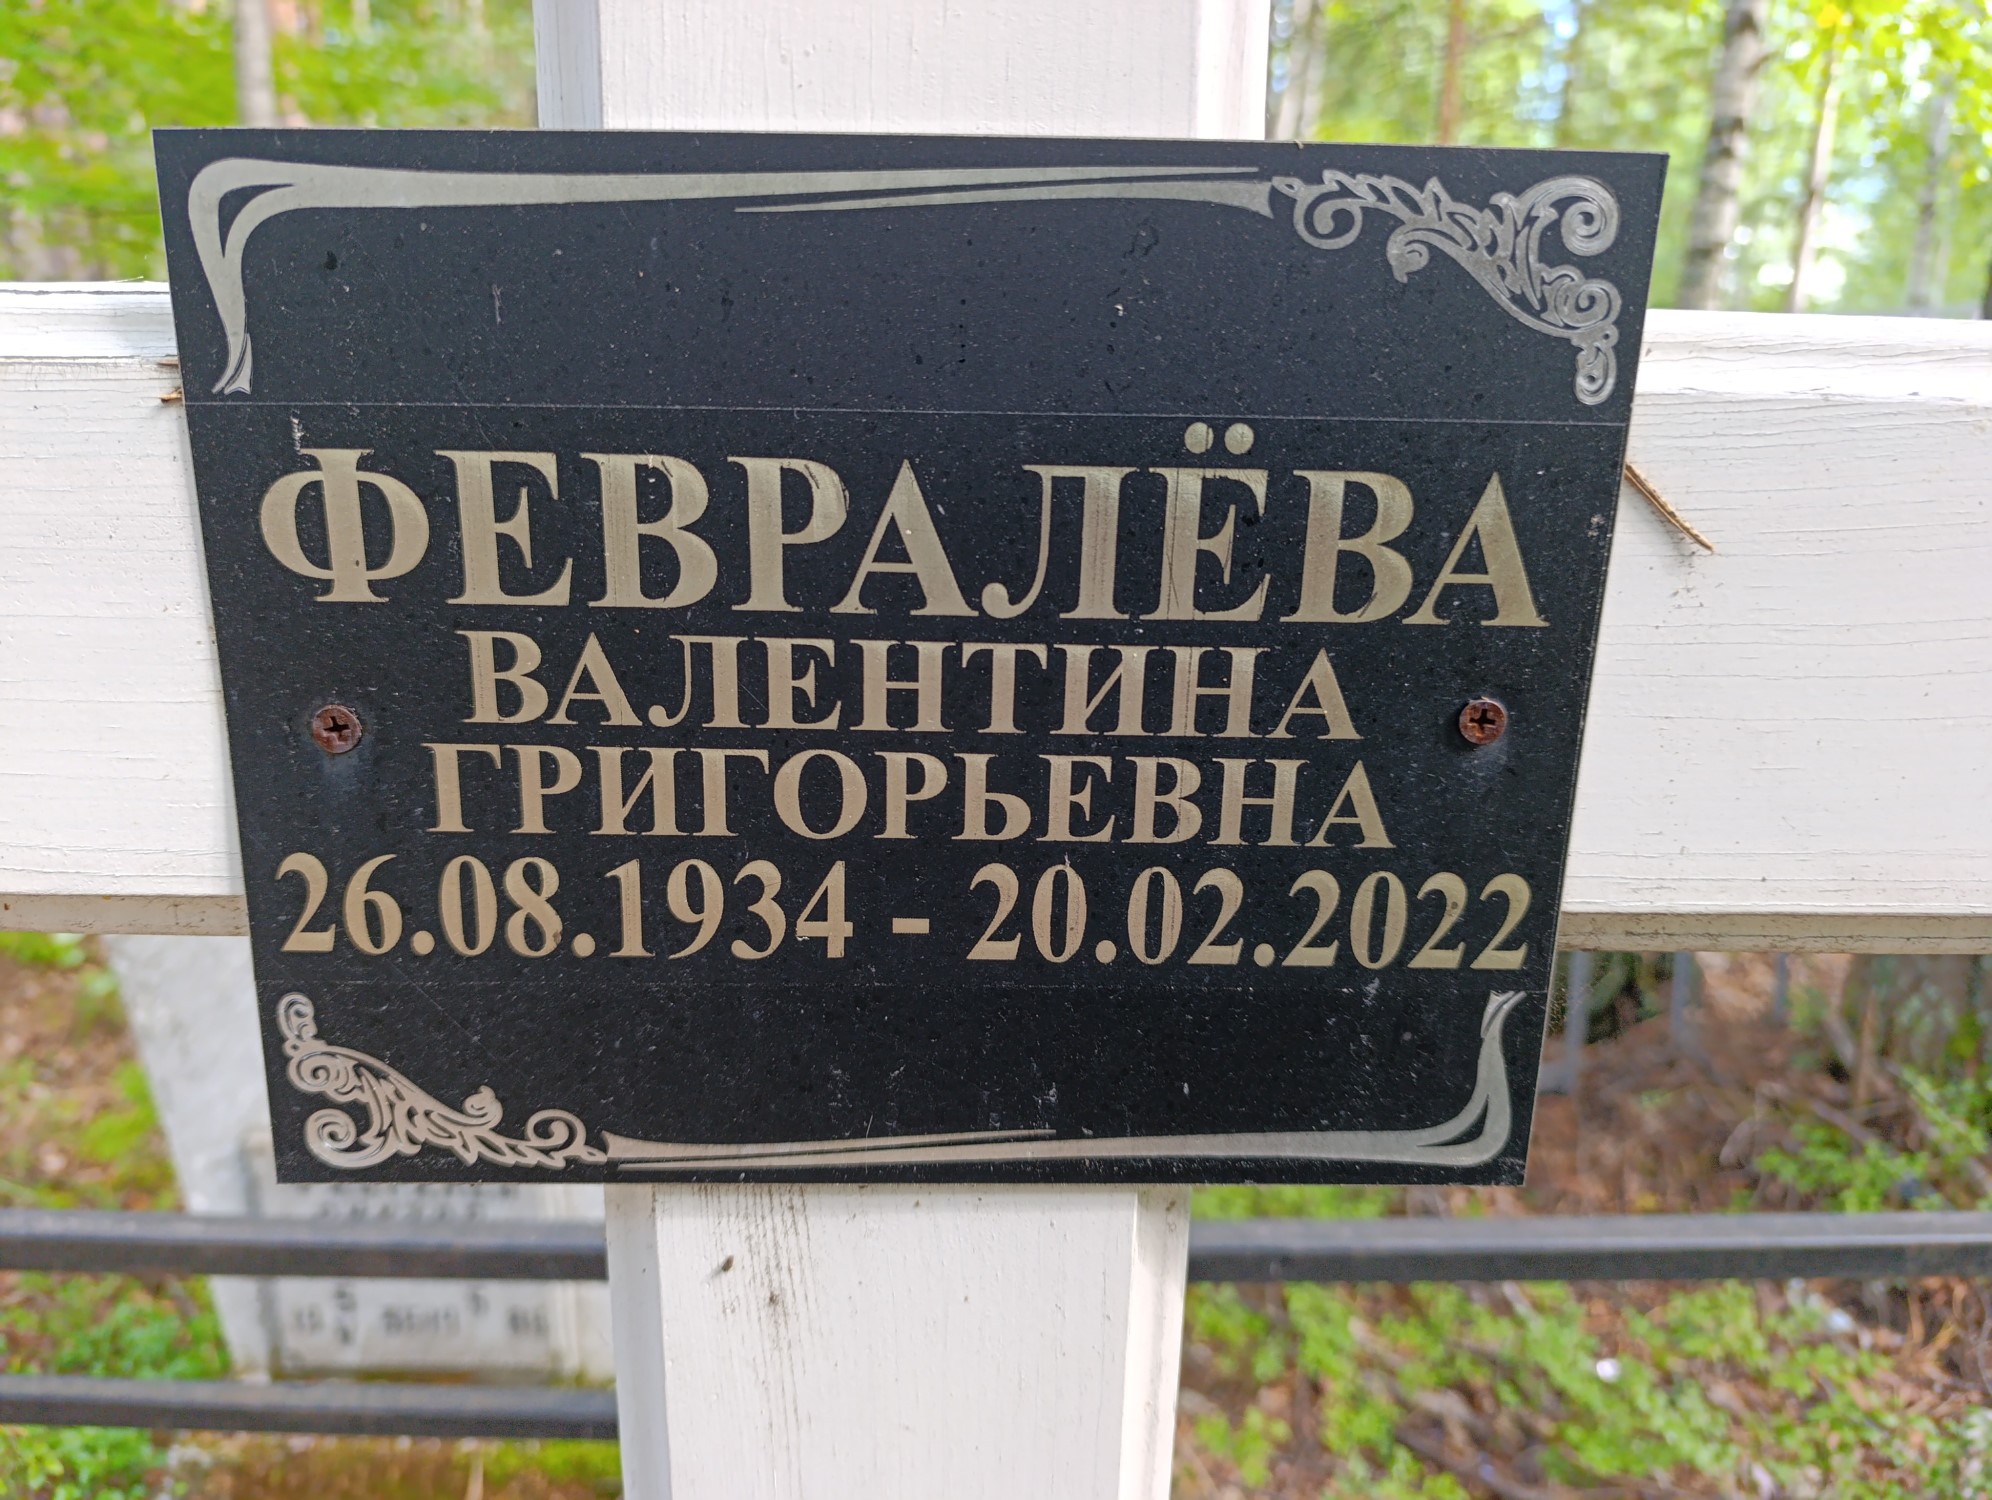 ФЕВРАЛЁВА
ВАЛЕНТИНА
ГРИГОРЬЕВНА
26.08.1934 - 20.02.2022